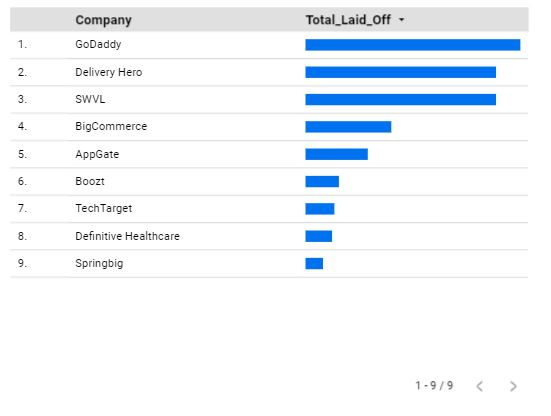 Company Total_Laid_Off
1. GoDaddy
2. Delivery Hero
3. SWVL
4. BigCommerce
5. AppGate
6. Boozt
7. TechTarget
8. Definitive Healthcare
9. Springbig
1 - 9 / 9